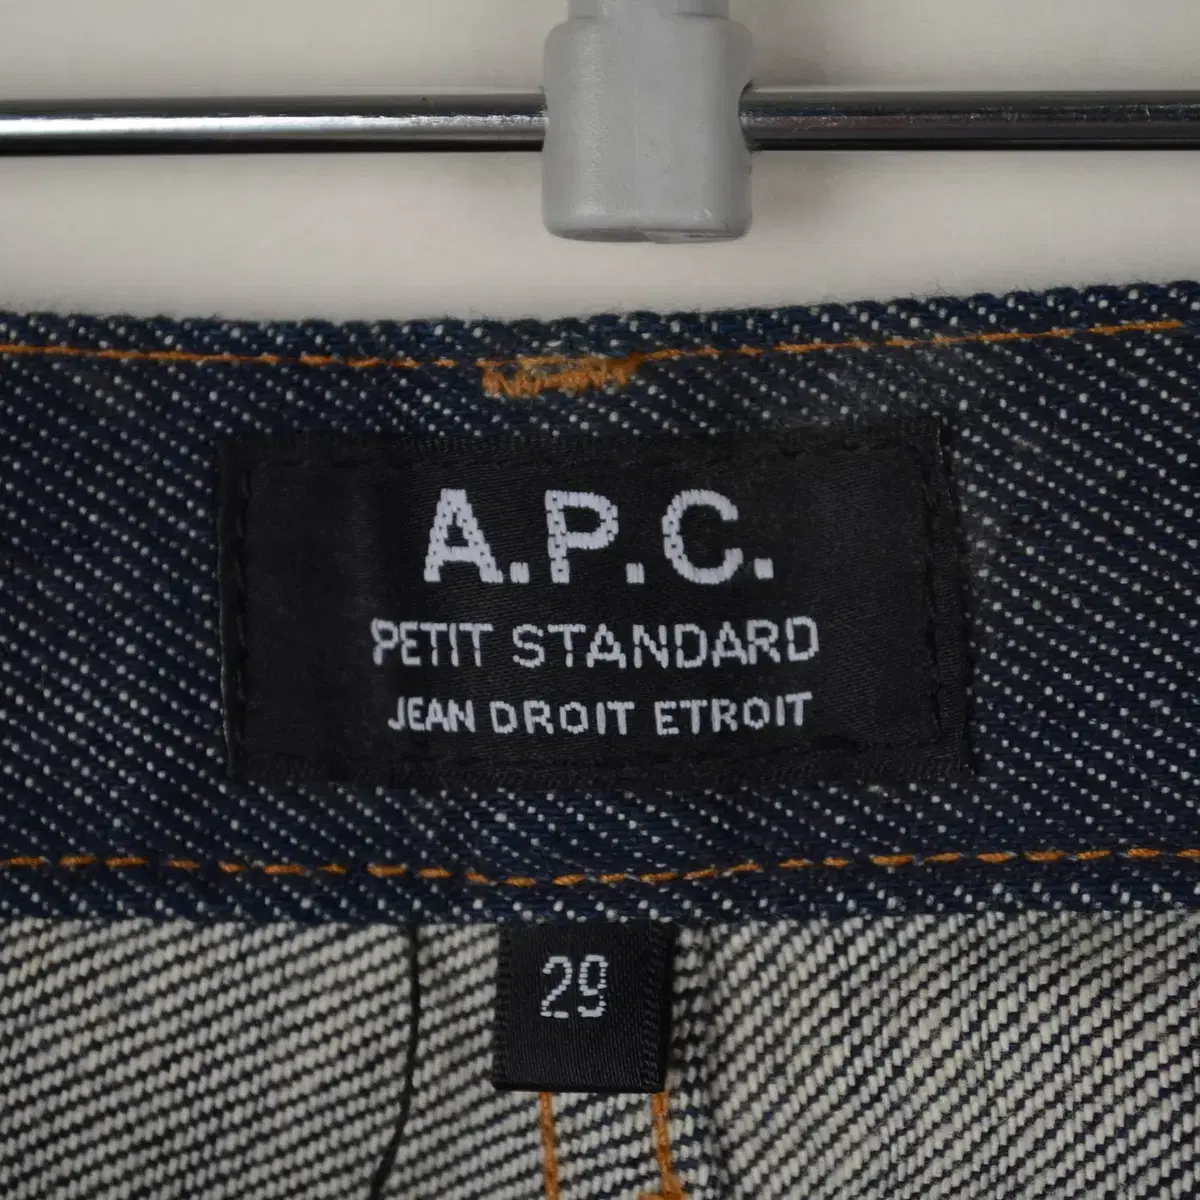 A.P.C.
PETIT STANDARD
JEAN DROIT ETROIT
29